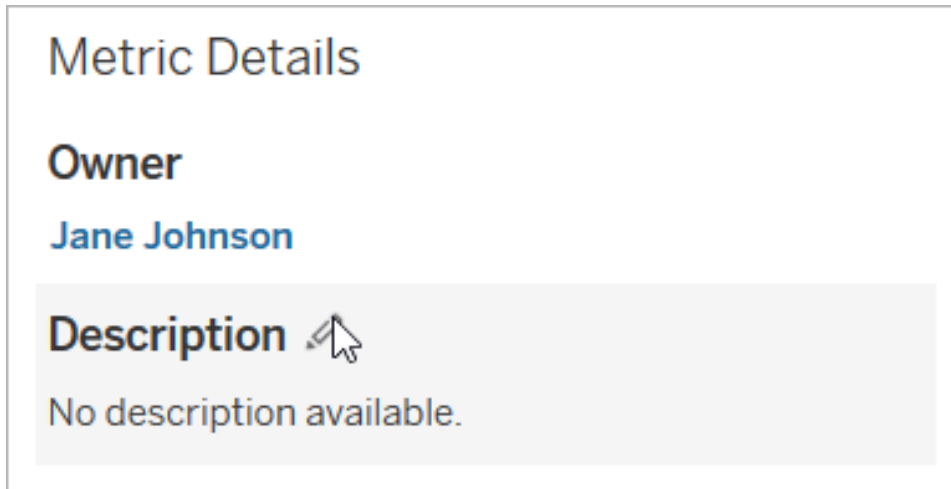 Metric Details
Owner
Jane Johnson
Description
No description available.